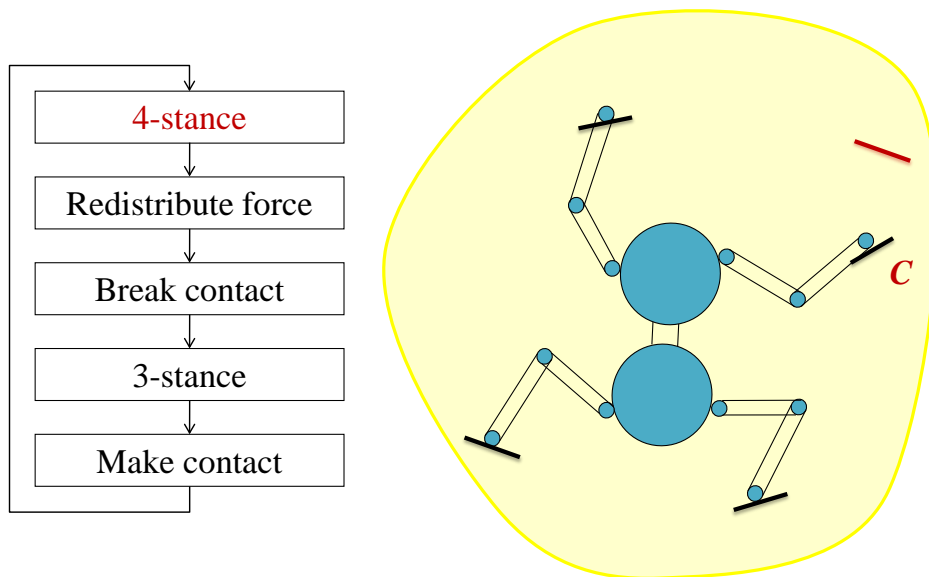 4-stance
Redistribute force
Break contact
3-stance
Make contact
C